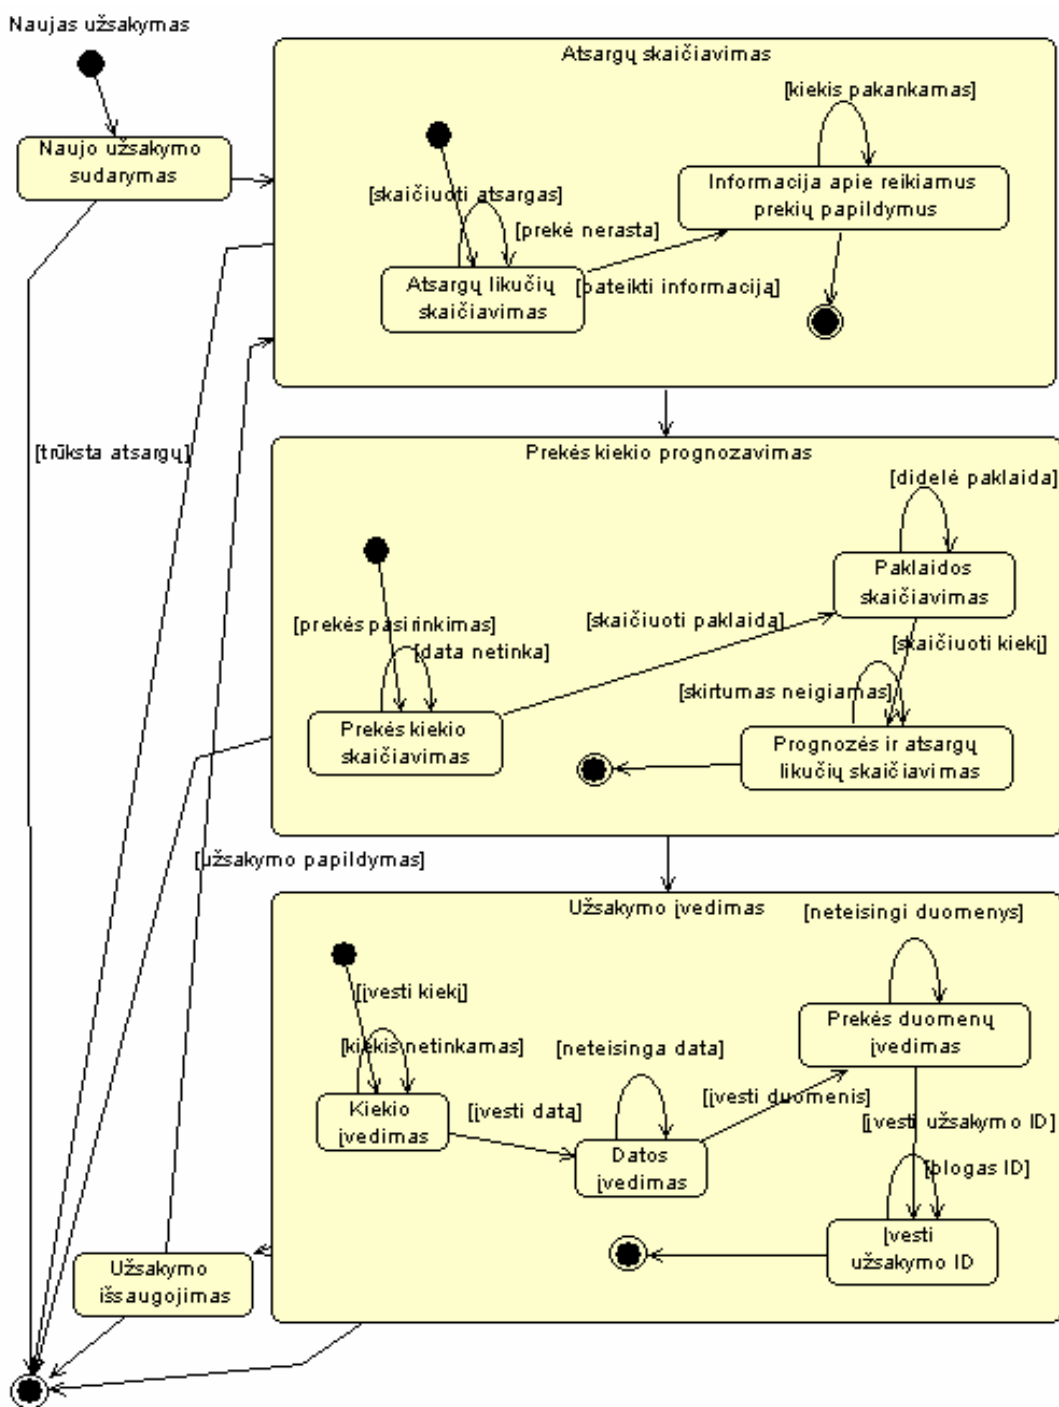 Naujas užsakymas
Atsargų skaičiavimas
[kiekis pakankamas]
Naujo užsakymo
sudarymas
[skaičiuoti atsargas]
Informacija apie reikiamus
prekių papildymus
[prekė nerasta]
Atsargų likučių
skaičiavimas
[pateikti informaciją]
[trūksta atsargų]
Prekės kiekio prognozavimas
[didelė paklaida]
Paklaidos
skaičiavimas
[prekės pasirinkimas]
[skaičiuoti paklaidą]
[data netinka]
[skaičiuoti kiekį]
[skirtumas neigiamas]
Prekės kiekio
skaičiavimas
Prognozės ir atsargų
likučių skaičiavimas
[užsakymo papildymas]
Užsakymo įvedimas
[neteisingi duomenys]
[įvesti kiekį]
Prekės duomenų
įvedimas
[kiekis netinkamas]
[neteisinga data]
Kiekio
įvedimas
[įvesti datą]
[įvesti duomenis]
[įvesti užsakymo ID]
Datos
įvedimas
[blogas ID]
Įvesti
užsakymo ID
Užsakymo
išsaugojimas